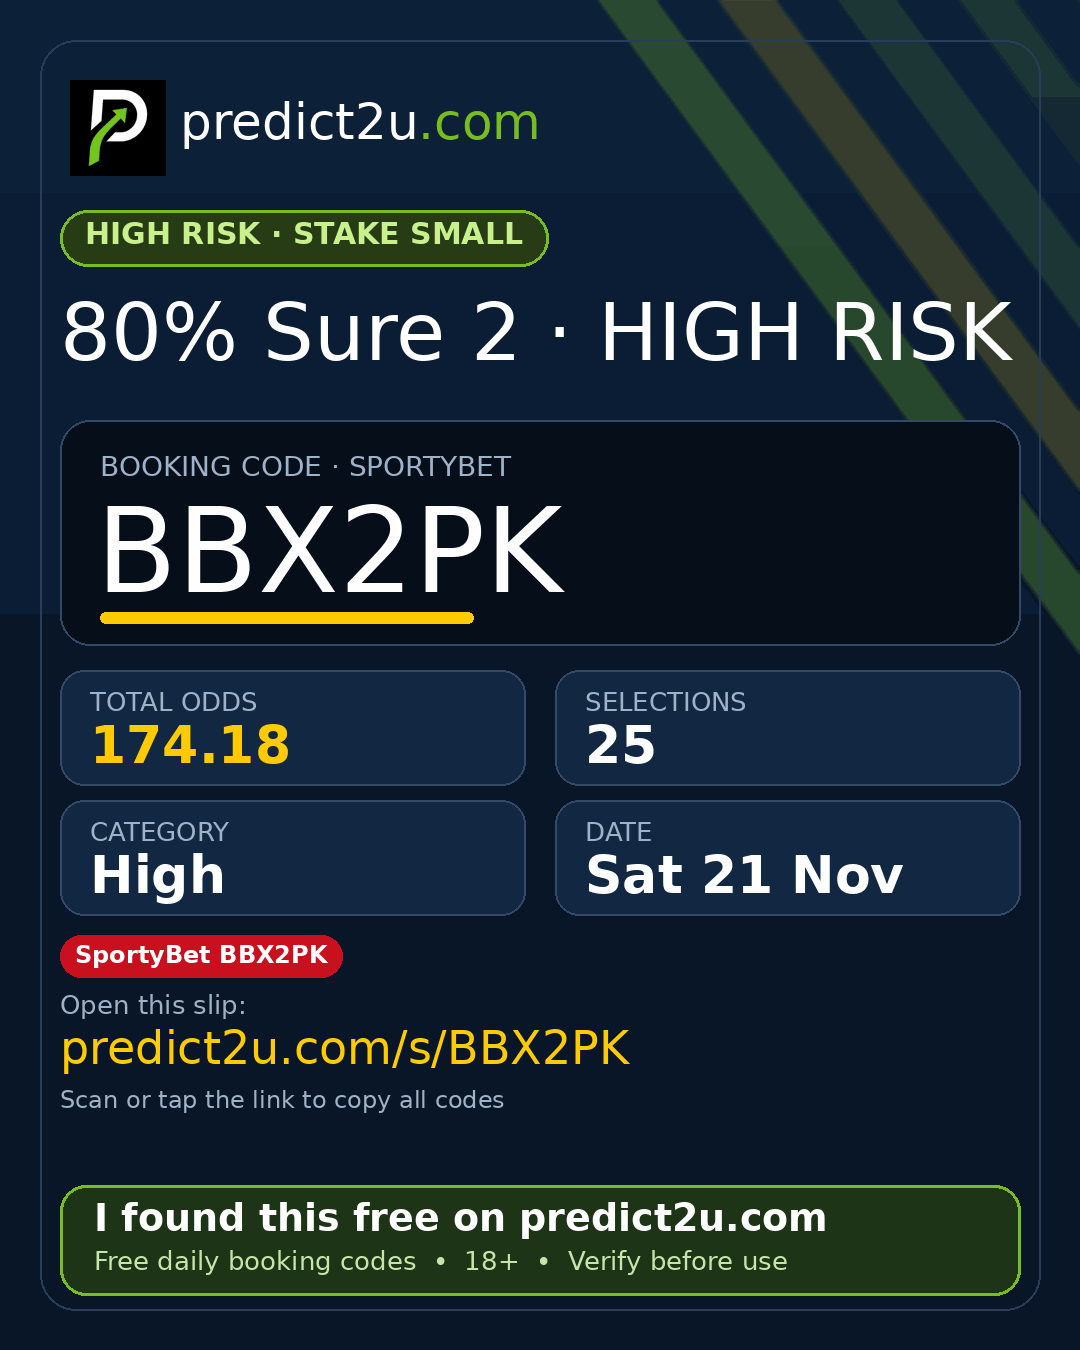 predict2u.com
HIGH RISK · STAKE SMALL
80% Sure 2 · HIGH RISK
BOOKING CODE · SPORTYBET
BBX2PK
TOTAL ODDS
174.18
SELECTIONS
25
CATEGORY
High
DATE
Sat 21 Nov
SportyBet BBX2PK
Open this slip:
predict2u.com/s/BBX2PK
Scan or tap the link to copy all codes
I found this free on predict2u.com
Free daily booking codes • 18+ • Verify before use